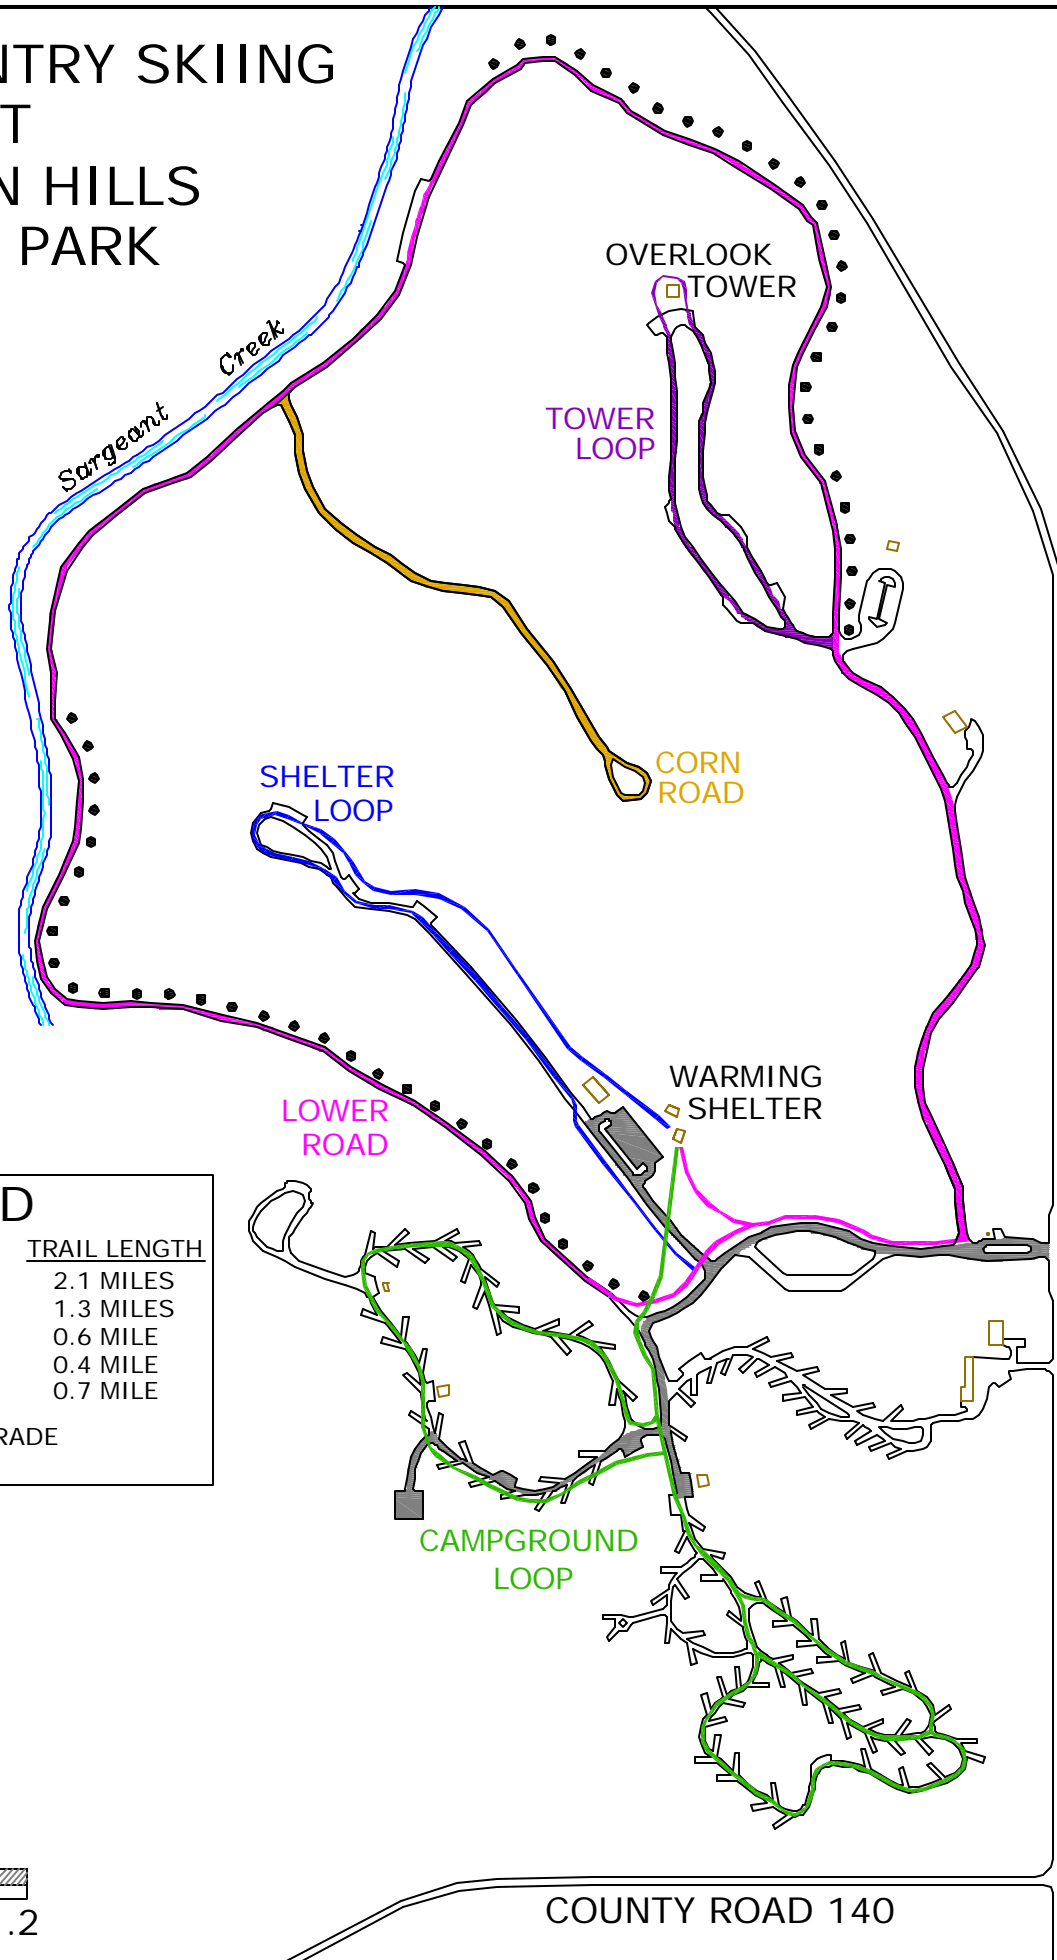 NTRY SKIING
T
N HILLS
PARK
OVERLOOK
TOWER
Creek
Sargeant
TOWER
LOOP
CORN
ROAD
SHELTER
LOOP
WARMING
SHELTER
LOWER
ROAD
D
TRAIL LENGTH
2.1 MILES
1.3 MILES
0.6 MILE
0.4 MILE
0.7 MILE
RADE
CAMPGROUND
LOOP
.2
COUNTY ROAD 140